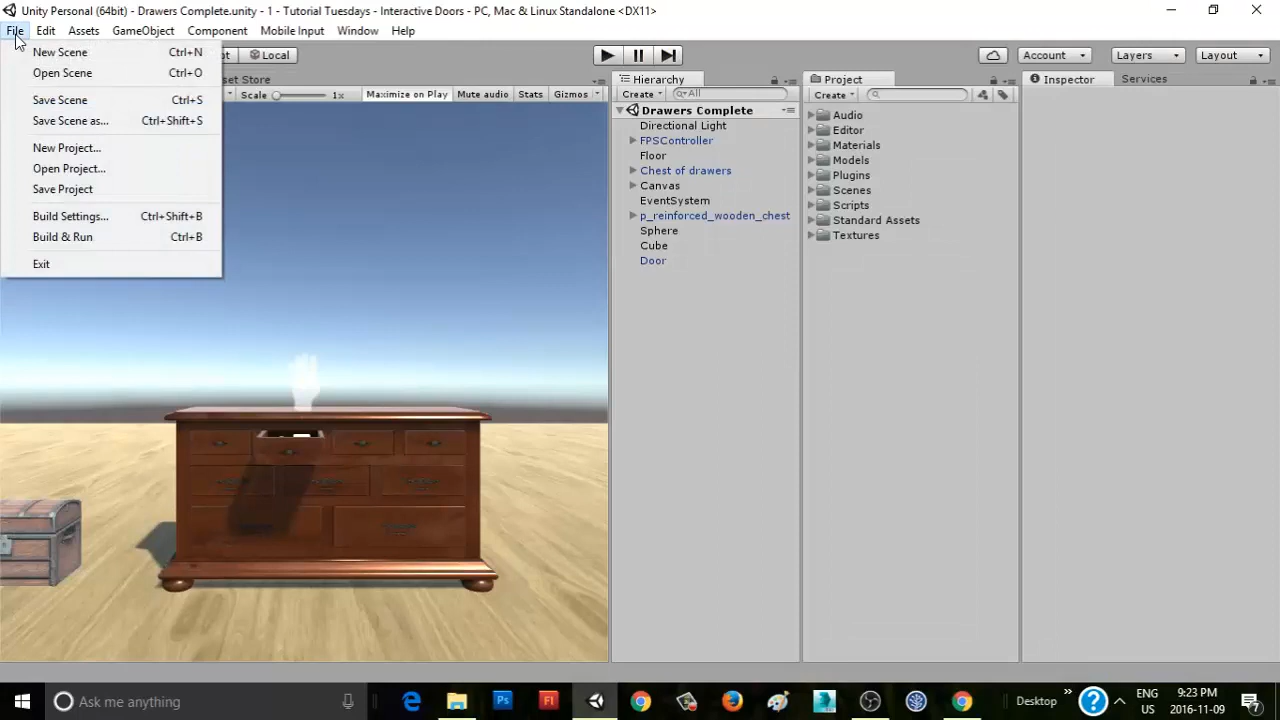 Unity Personal (64bit) - Drawers Complete.unity - 1 - Tutorial Tuesdays - Interactive Doors - PC, Mac & Linux Standalone <DX11>
File Edit Assets GameObject Component Mobile Input Window Help
Local
Account Layers Layout
New Scene Ctrl+N
Open Scene Ctrl+O
Save Scene Ctrl+S
Save Scene as... Ctrl+Shift+S
New Project...
Open Project...
Save Project
Build Settings... Ctrl+Shift+B
Build & Run Ctrl+B
Exit
et Store
Scale 1x Maximize on Play Mute audio Stats Gizmos
Hierarchy
Create All
Drawers Complete
Directional Light
FPSController
Floor
Chest of drawers
Canvas
EventSystem
p_reinforced_wooden_chest
Sphere
Cube
Door
Project
Create
Audio
Editor
Materials
Models
Plugins
Scenes
Scripts
Standard Assets
Textures
Inspector Services
Ask me anything
Desktop
ENG
US
9:23 PM
2016-11-09